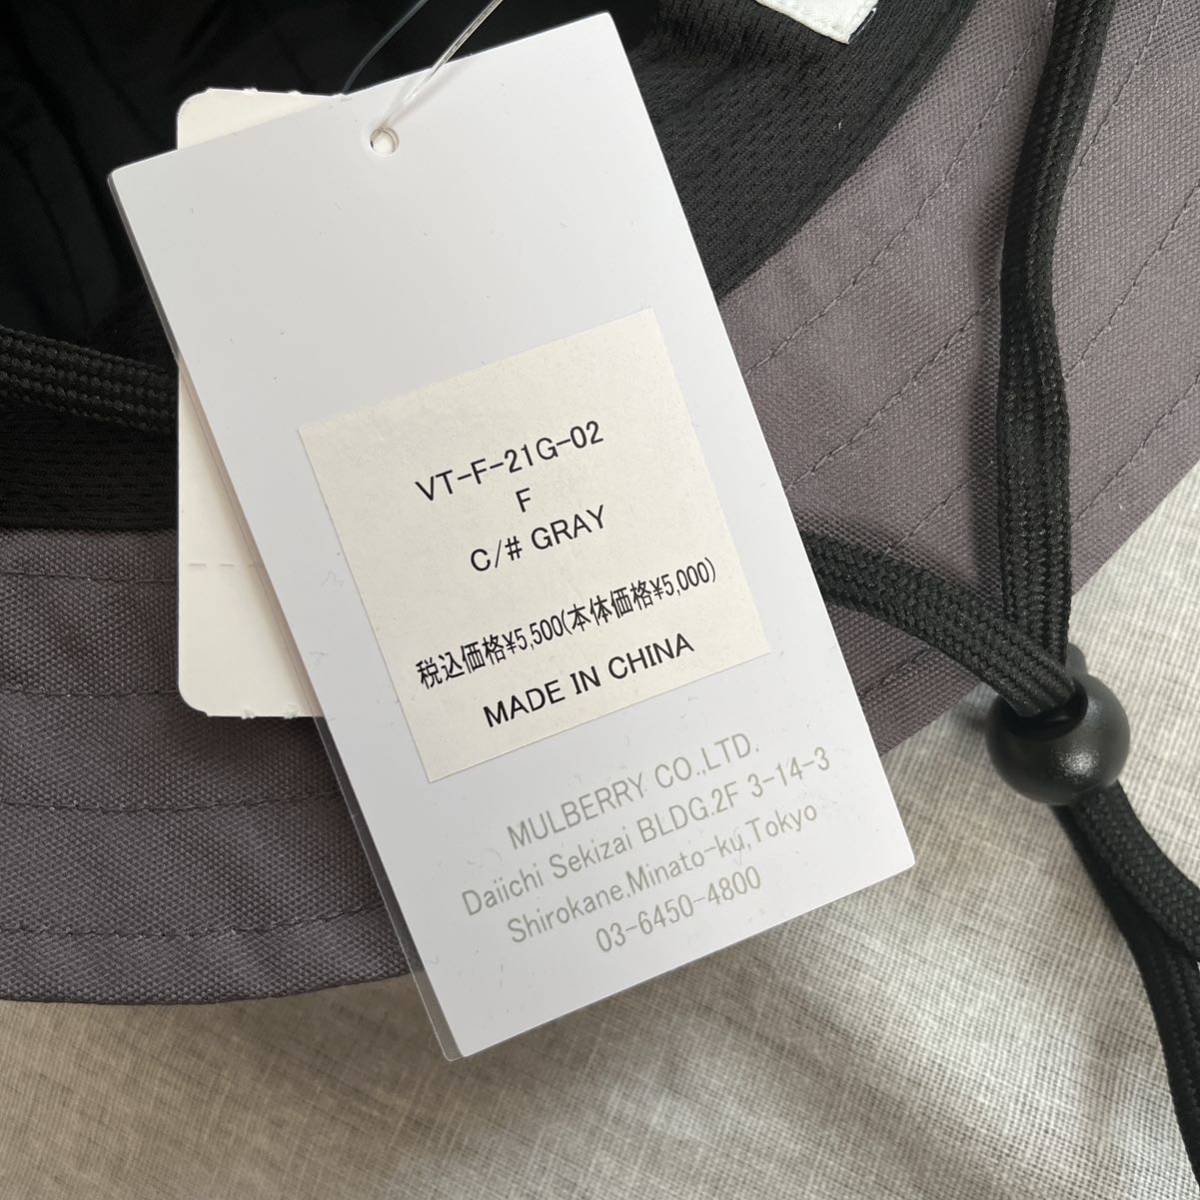 VT-F-21G-02
F
C/# GRAY
税込価格¥5,500(本体価格¥5,000)
MADE IN CHINA
MULBERRY CO.,LTD.
Daiichi Sekizai BLDG.2F 3-14-3
Shirokane.Minato-ku,Tokyo
03-6450-4800